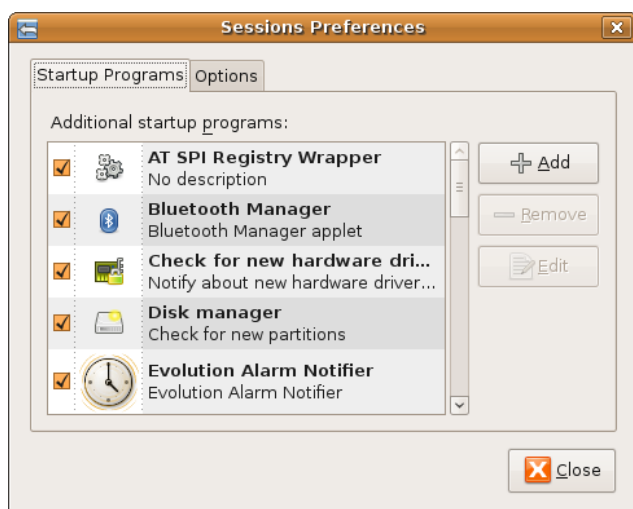 Sessions Preferences
Startup Programs
Options
Additional startup programs:
AT SPI Registry Wrapper
No description
Bluetooth Manager
Bluetooth Manager applet
Check for new hardware dri...
Notify about new hardware driver...
Disk manager
Check for new partitions
Evolution Alarm Notifier
Evolution Alarm Notifier
Add
Remove
Edit
Close